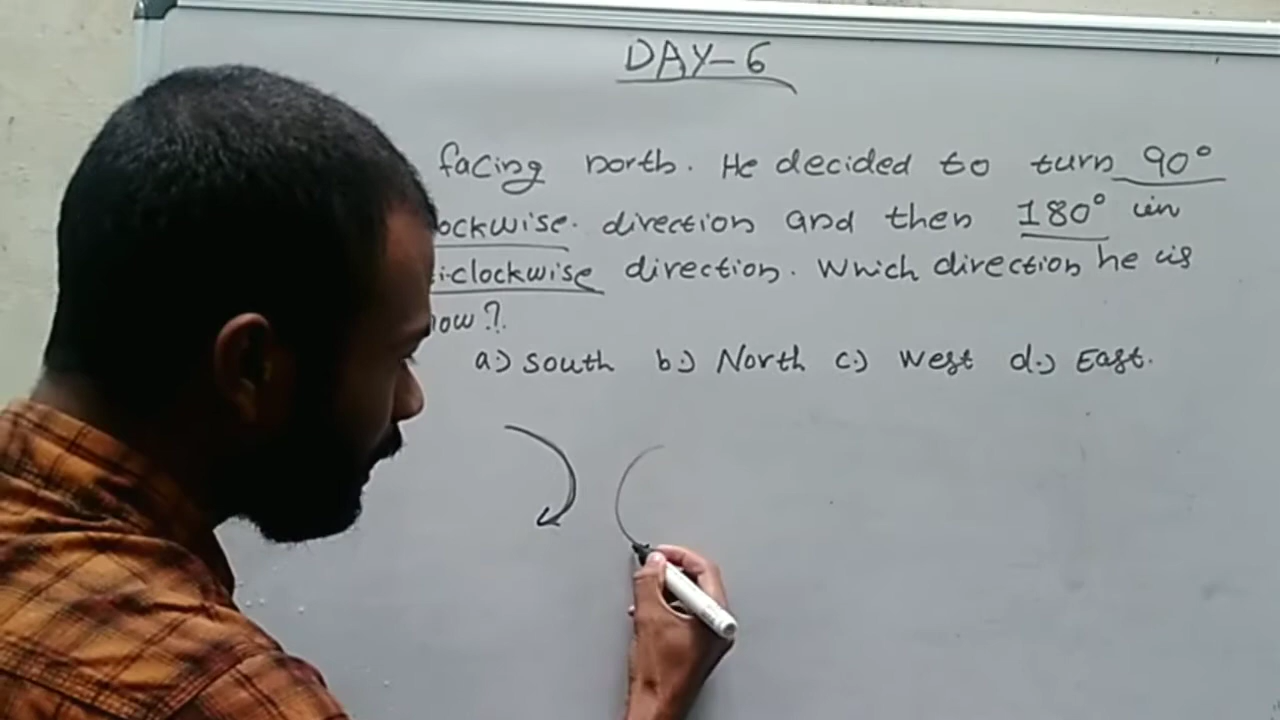 DAY-6
facing north. He decided to turn 90°
ockwise. direction and then 180° in
i-clockwise direction. Which direction he is
now?
a) south b) North c) West d) East.